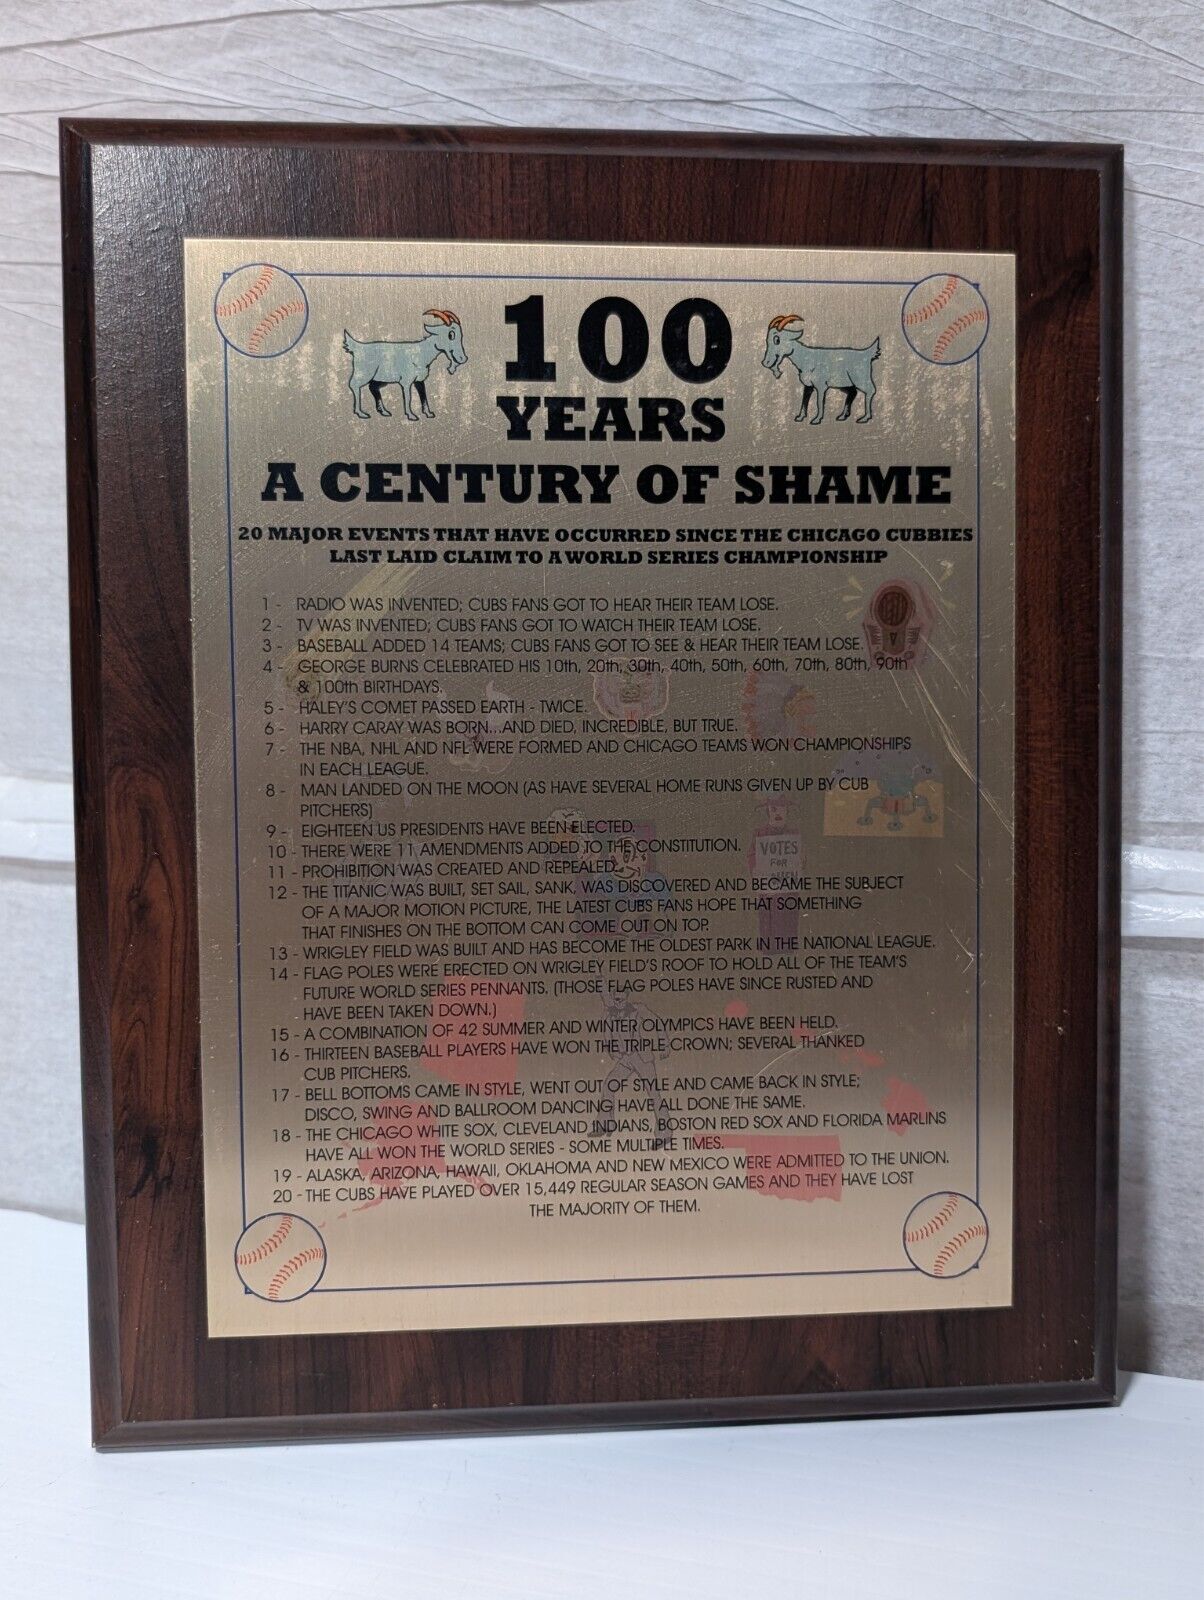 100
YEARS
A CENTURY OF SHAME
20 MAJOR EVENTS THAT HAVE OCCURRED SINCE THE CHICAGO CUBBIES
LAST LAID CLAIM TO A WORLD SERIES CHAMPIONSHIP
1 - RADIO WAS INVENTED; CUBS FANS GOT TO HEAR THEIR TEAM LOSE.
2 - TV WAS INVENTED; CUBS FANS GOT TO WATCH THEIR TEAM LOSE.
3 - BASEBALL ADDED 14 TEAMS; CUBS FANS GOT TO SEE & HEAR THEIR TEAM LOSE.
4 - GEORGE BURNS CELEBRATED HIS 10th, 20th, 30th, 40th, 50th, 60th, 70th, 80th, 90th
& 100th BIRTHDAYS.
5 - HALEY'S COMET PASSED EARTH - TWICE.
6 - HARRY CARAY WAS BORN...AND DIED, INCREDIBLE, BUT TRUE.
7 - THE NBA, NHL AND NFL WERE FORMED AND CHICAGO TEAMS WON CHAMPIONSHIPS
IN EACH LEAGUE.
8 - MAN LANDED ON THE MOON (AS HAVE SEVERAL HOME RUNS GIVEN UP BY CUB
PITCHERS)
9 - EIGHTEEN US PRESIDENTS HAVE BEEN ELECTED.
10 - THERE WERE 11 AMENDMENTS ADDED TO THE CONSTITUTION.
11 - PROHIBITION WAS CREATED AND REPEALED.
VOTES
FOR
12 - THE TITANIC WAS BUILT, SET SAIL, SANK, WAS DISCOVERED AND BECAME THE SUBJECT
OF A MAJOR MOTION PICTURE, THE LATEST CUBS FANS HOPE THAT SOMETHING
THAT FINISHES ON THE BOTTOM CAN COME OUT ON TOP.
13 - WRIGLEY FIELD WAS BUILT AND HAS BECOME THE OLDEST PARK IN THE NATIONAL LEAGUE.
14 - FLAG POLES WERE ERECTED ON WRIGLEY FIELD'S ROOF TO HOLD ALL OF THE TEAM'S
FUTURE WORLD SERIES PENNANTS. (THOSE FLAG POLES HAVE SINCE RUSTED AND
HAVE BEEN TAKEN DOWN.)
15 - A COMBINATION OF 42 SUMMER AND WINTER OLYMPICS HAVE BEEN HELD.
16 - THIRTEEN BASEBALL PLAYERS HAVE WON THE TRIPLE CROWN; SEVERAL THANKED
CUB PITCHERS.
17 - BELL BOTTOMS CAME IN STYLE, WENT OUT OF STYLE AND CAME BACK IN STYLE;
DISCO, SWING AND BALLROOM DANCING HAVE ALL DONE THE SAME.
18 - THE CHICAGO WHITE SOX, CLEVELAND INDIANS, BOSTON RED SOX AND FLORIDA MARLINS
HAVE ALL WON THE WORLD SERIES - SOME MULTIPLE TIMES.
19 - ALASKA, ARIZONA, HAWAII, OKLAHOMA AND NEW MEXICO WERE ADMITTED TO THE UNION.
20 - THE CUBS HAVE PLAYED OVER 15,449 REGULAR SEASON GAMES AND THEY HAVE LOST
THE MAJORITY OF THEM.